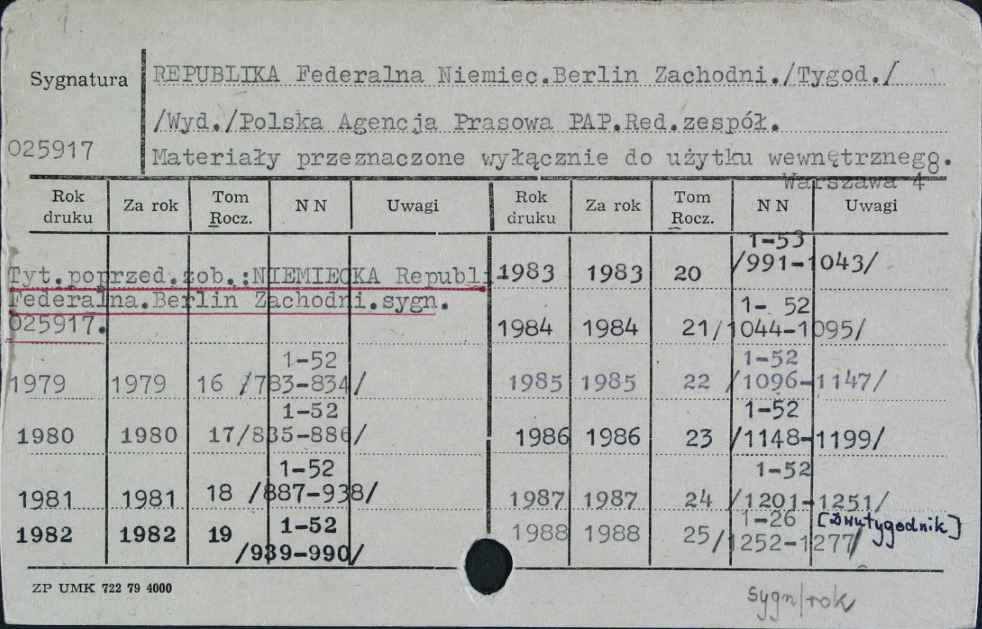 Sygnatura
025917
REPUBLIKA Federalna Niemiec.Berlin Zachodni./Tygod./
/Wyd./Polska Agencja Prasowa PAP.Red.zespół.
Materiały przeznaczone wyłącznie do użytku wewnętrznego.
Warszawa 48
Rok druku Za rok Tom Rocz. NN Uwagi Rok druku Za rok Tom Rocz. NN Uwagi
Tyt.poprzed.zob.:NIEMIECKA Republ.
Federalna.Berlin Zachodni.sygn.
025917.
1979 1979 16 1-52 /783-834/
1980 1980 17 1-52 /835-886/
1981 1981 18 1-52 /887-938/
1982 1982 19 1-52 /939-990/
1983 1983 20 1-53 /991-1043/
1984 1984 21 1- 52 /1044-1095/
1985 1985 22 1-52 /1096-1147/
1986 1986 23 1-52 /1148-1199/
1987 1987 24 1-52 /1201-1251/
1988 1988 25 1-26 [Dwutygodnik] /1252-1277/
ZP UMK 722 79 4000
sygn/rok